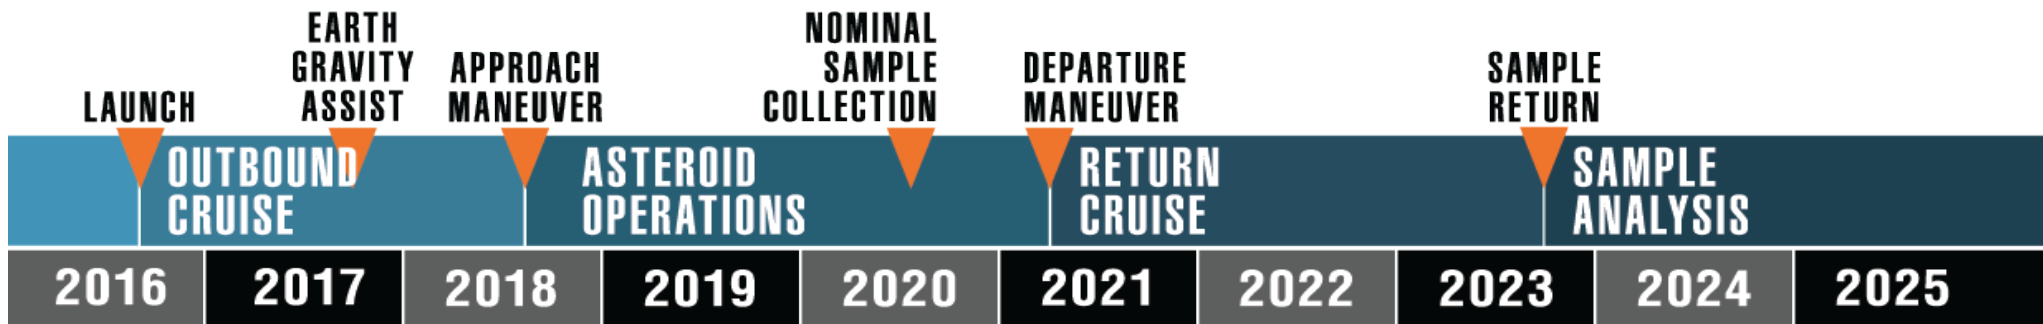 LAUNCH
EARTH
GRAVITY
ASSIST
APPROACH
MANEUVER
NOMINAL
SAMPLE
COLLECTION
DEPARTURE
MANEUVER
SAMPLE
RETURN
OUTBOUND
CRUISE
ASTEROID
OPERATIONS
RETURN
CRUISE
SAMPLE
ANALYSIS
2016
2017
2018
2019
2020
2021
2022
2023
2024
2025